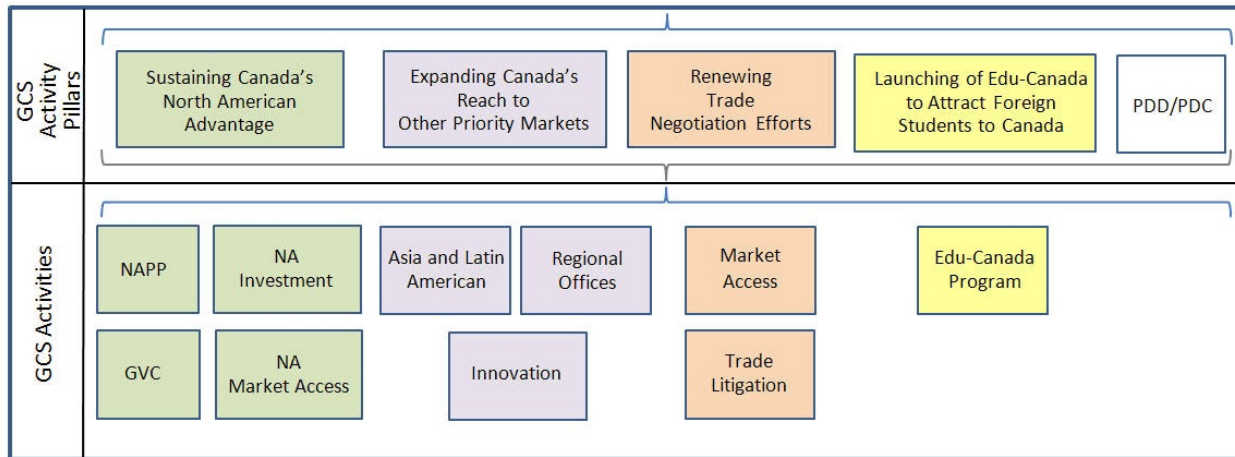 GCS
Activity
Pillars
Sustaining Canada's
North American
Advantage
Expanding Canada's
Reach to
Other Priority Markets
Renewing
Trade
Negotiation Efforts
Launching of Edu-Canada
to Attract Foreign
Students to Canada
PDD/PDC
GCS Activities
NAPP
NA
Investment
Asia and Latin
American
Regional
Offices
Market
Access
Edu-Canada
Program
GVC
NA
Market Access
Innovation
Trade
Litigation